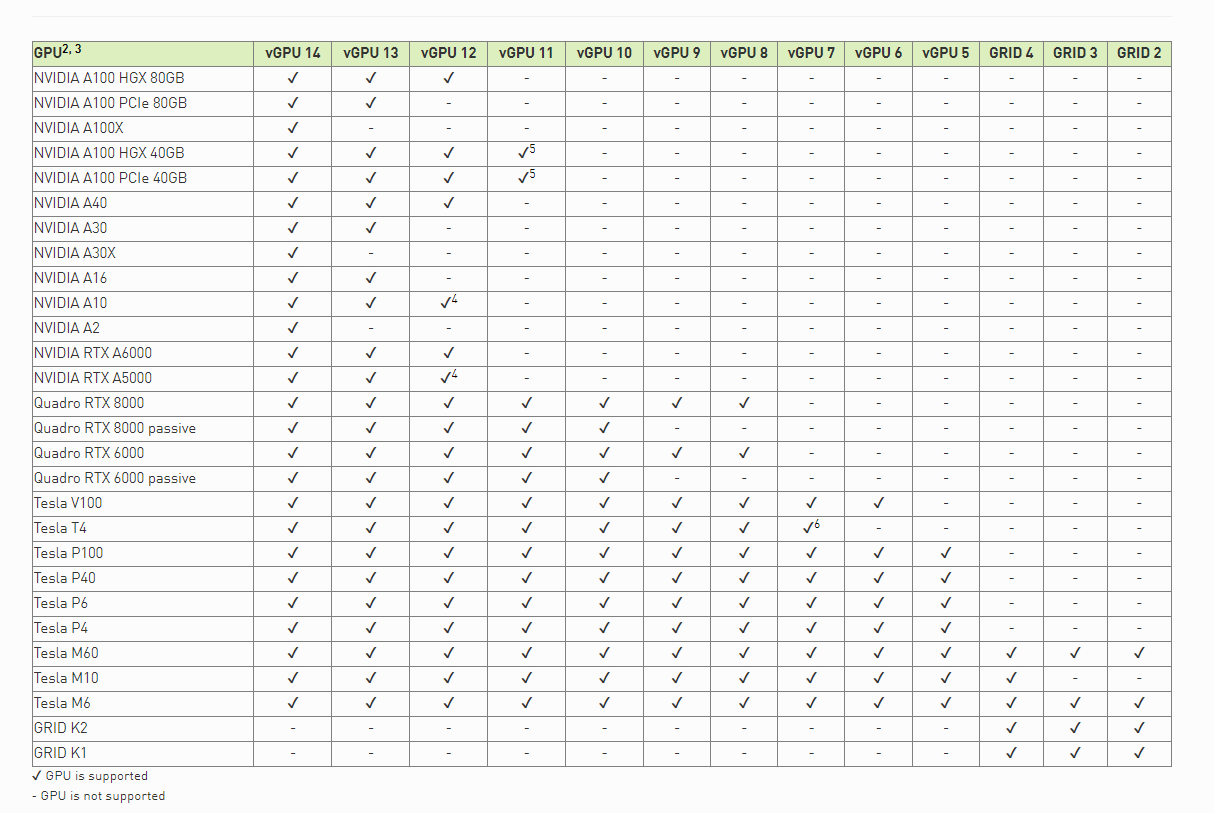 GPU2, 3 vGPU 14 vGPU 13 vGPU 12 vGPU 11 vGPU 10 vGPU 9 vGPU 8 vGPU 7 vGPU 6 vGPU 5 GRID 4 GRID 3 GRID 2
NVIDIA A100 HGX 80GB ✓ ✓ ✓ - - - - - - - - - -
NVIDIA A100 PCIe 80GB ✓ ✓ - - - - - - - - - - -
NVIDIA A100X ✓ - - - - - - - - - - - -
NVIDIA A100 HGX 40GB ✓ ✓ ✓ ✓5 - - - - - - - - -
NVIDIA A100 PCIe 40GB ✓ ✓ ✓ ✓5 - - - - - - - - -
NVIDIA A40 ✓ ✓ ✓ - - - - - - - - - -
NVIDIA A30 ✓ ✓ - - - - - - - - - - -
NVIDIA A30X ✓ - - - - - - - - - - - -
NVIDIA A16 ✓ ✓ - - - - - - - - - - -
NVIDIA A10 ✓ ✓ ✓4 - - - - - - - - - -
NVIDIA A2 ✓ - - - - - - - - - - - -
NVIDIA RTX A6000 ✓ ✓ ✓ - - - - - - - - - -
NVIDIA RTX A5000 ✓ ✓ ✓4 - - - - - - - - - -
Quadro RTX 8000 ✓ ✓ ✓ ✓ ✓ ✓ ✓ - - - - - -
Quadro RTX 8000 passive ✓ ✓ ✓ ✓ ✓ - - - - - - - -
Quadro RTX 6000 ✓ ✓ ✓ ✓ ✓ ✓ ✓ - - - - - -
Quadro RTX 6000 passive ✓ ✓ ✓ ✓ ✓ - - - - - - - -
Tesla V100 ✓ ✓ ✓ ✓ ✓ ✓ ✓ ✓ ✓ - - - -
Tesla T4 ✓ ✓ ✓ ✓ ✓ ✓ ✓ ✓6 - - - - -
Tesla P100 ✓ ✓ ✓ ✓ ✓ ✓ ✓ ✓ ✓ ✓ - - -
Tesla P40 ✓ ✓ ✓ ✓ ✓ ✓ ✓ ✓ ✓ ✓ - - -
Tesla P6 ✓ ✓ ✓ ✓ ✓ ✓ ✓ ✓ ✓ ✓ - - -
Tesla P4 ✓ ✓ ✓ ✓ ✓ ✓ ✓ ✓ ✓ ✓ - - -
Tesla M60 ✓ ✓ ✓ ✓ ✓ ✓ ✓ ✓ ✓ ✓ ✓ ✓ ✓
Tesla M10 ✓ ✓ ✓ ✓ ✓ ✓ ✓ ✓ ✓ ✓ ✓ - -
Tesla M6 ✓ ✓ ✓ ✓ ✓ ✓ ✓ ✓ ✓ ✓ ✓ ✓ ✓
GRID K2 - - - - - - - - - - ✓ ✓ ✓
GRID K1 - - - - - - - - - - ✓ ✓ ✓
✓ GPU is supported
- GPU is not supported